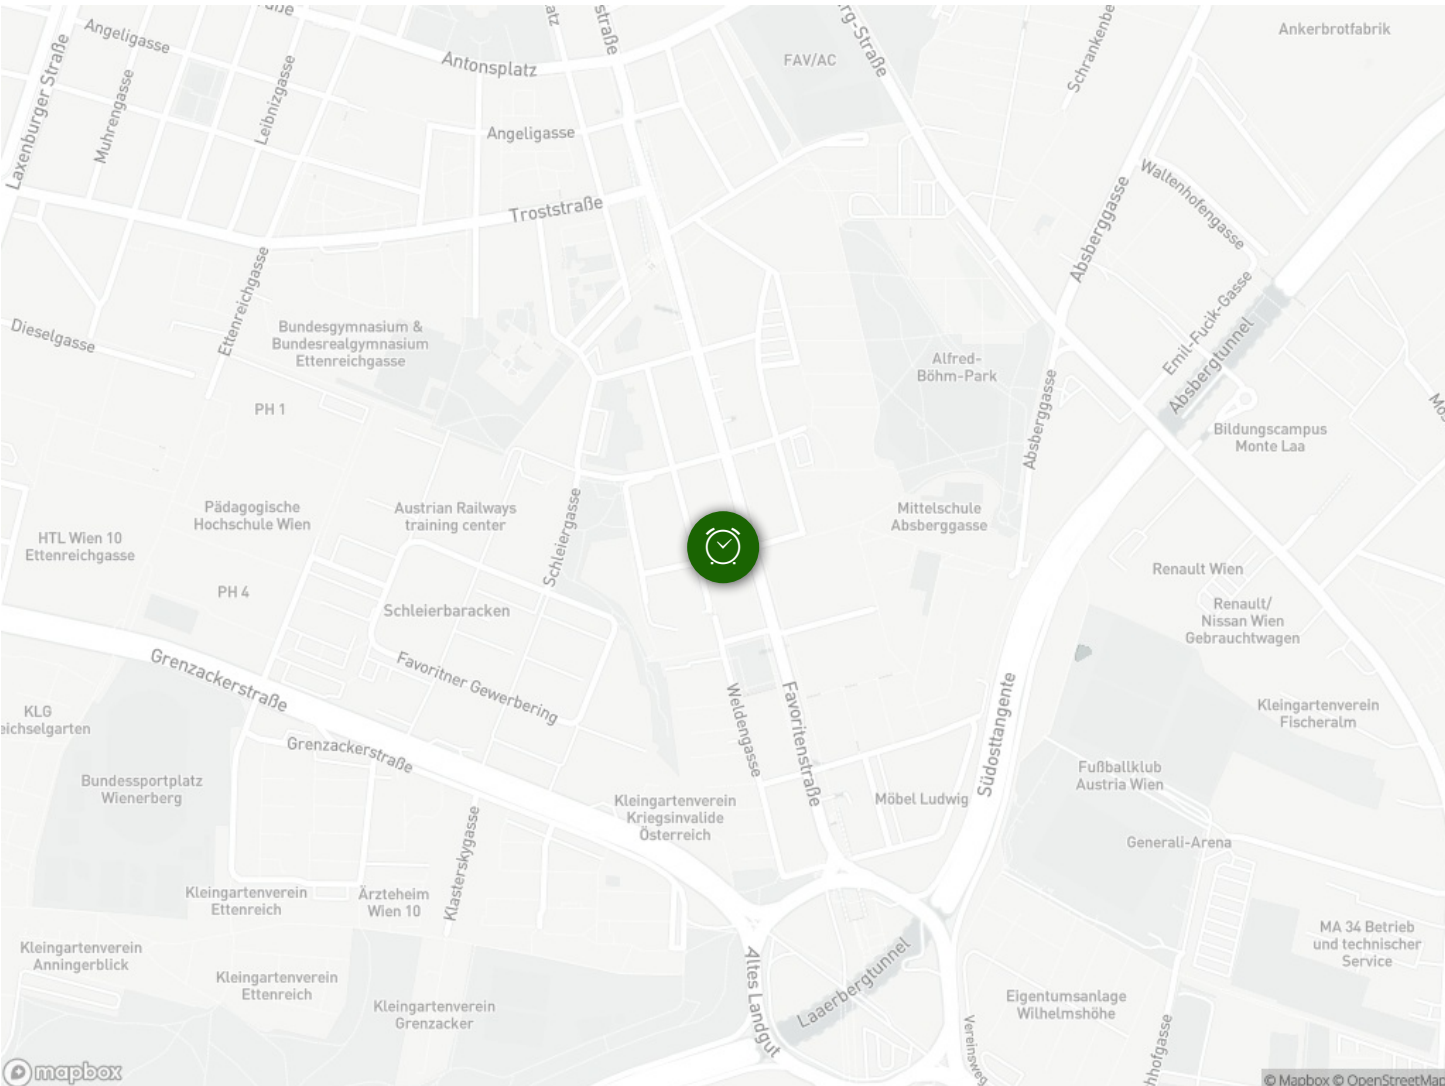 Angeligasse
Laxenburger Straße
Muhrengasse
Leibnizgasse
Antonsplatz
straße
FAV/AC
Ankerbrotfabrik
Angeligasse
Troststraße
Waltenhofengasse
Absberggasse
Dieselgasse
Ettenreichgasse
Bundesgymnasium &
Bundesrealgymnasium
Ettenreichgasse
Alfred-
Böhm-Park
Emil-Fucik-Gasse
Absbergtunnel
Absberggasse
PH 1
Bildungscampus
Monte Laa
Pädagogische
Hochschule Wien
Austrian Railways
training center
Mittelschule
Absberggasse
HTL Wien 10
Ettenreichgasse
Schleiergasse
Renault Wien
PH 4
Schleierbaracken
Renault/
Nissan Wien
Gebrauchtwagen
Grenzackerstraße
Favoritner Gewerbering
Weldengasse
Favoritenstraße
Südosttangente
KLG
eichselgarten
Kleingartenverein
Fischeralm
Grenzackerstraße
Bundessportplatz
Wienerberg
Fußballklub
Austria Wien
Kleingartenverein
Kriegsinvalide
Österreich
Möbel Ludwig
Generali-Arena
Klasterskygasse
Kleingartenverein
Ettenreich
Ärzteheim
Wien 10
MA 34 Betrieb
und technischer
Service
Kleingartenverein
Anningerblick
Altes Landgut
Laaerbergtunnel
Kleingartenverein
Ettenreich
Kleingartenverein
Grenzacker
Eigentumsanlage
Wilhelmshöhe
Vereinsweg
hhofgasse
mapbox
© Mapbox © OpenStreetMap